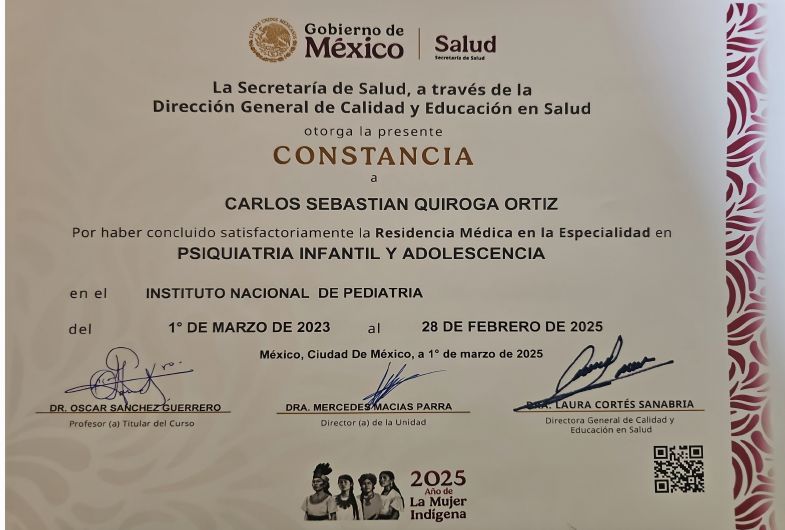 Gobierno de
México
Salud
Secretaría de Salud
La Secretaría de Salud, a través de la
Dirección General de Calidad y Educación en Salud
otorga la presente
CONSTANCIA
a
CARLOS SEBASTIAN QUIROGA ORTIZ
Por haber concluido satisfactoriamente la Residencia Médica en la Especialidad en
PSIQUIATRIA INFANTIL Y ADOLESCENCIA
en el INSTITUTO NACIONAL DE PEDIATRIA
del 1° DE MARZO DE 2023 al 28 DE FEBRERO DE 2025
México, Ciudad De México, a 1° de marzo de 2025
DR. OSCAR SANCHEZ GUERRERO
Profesor (a) Titular del Curso
DRA. MERCEDES MACIAS PARRA
Director (a) de la Unidad
DRA. LAURA CORTÉS SANABRIA
Directora General de Calidad y
Educación en Salud
2025
Año de
La Mujer
Indígena